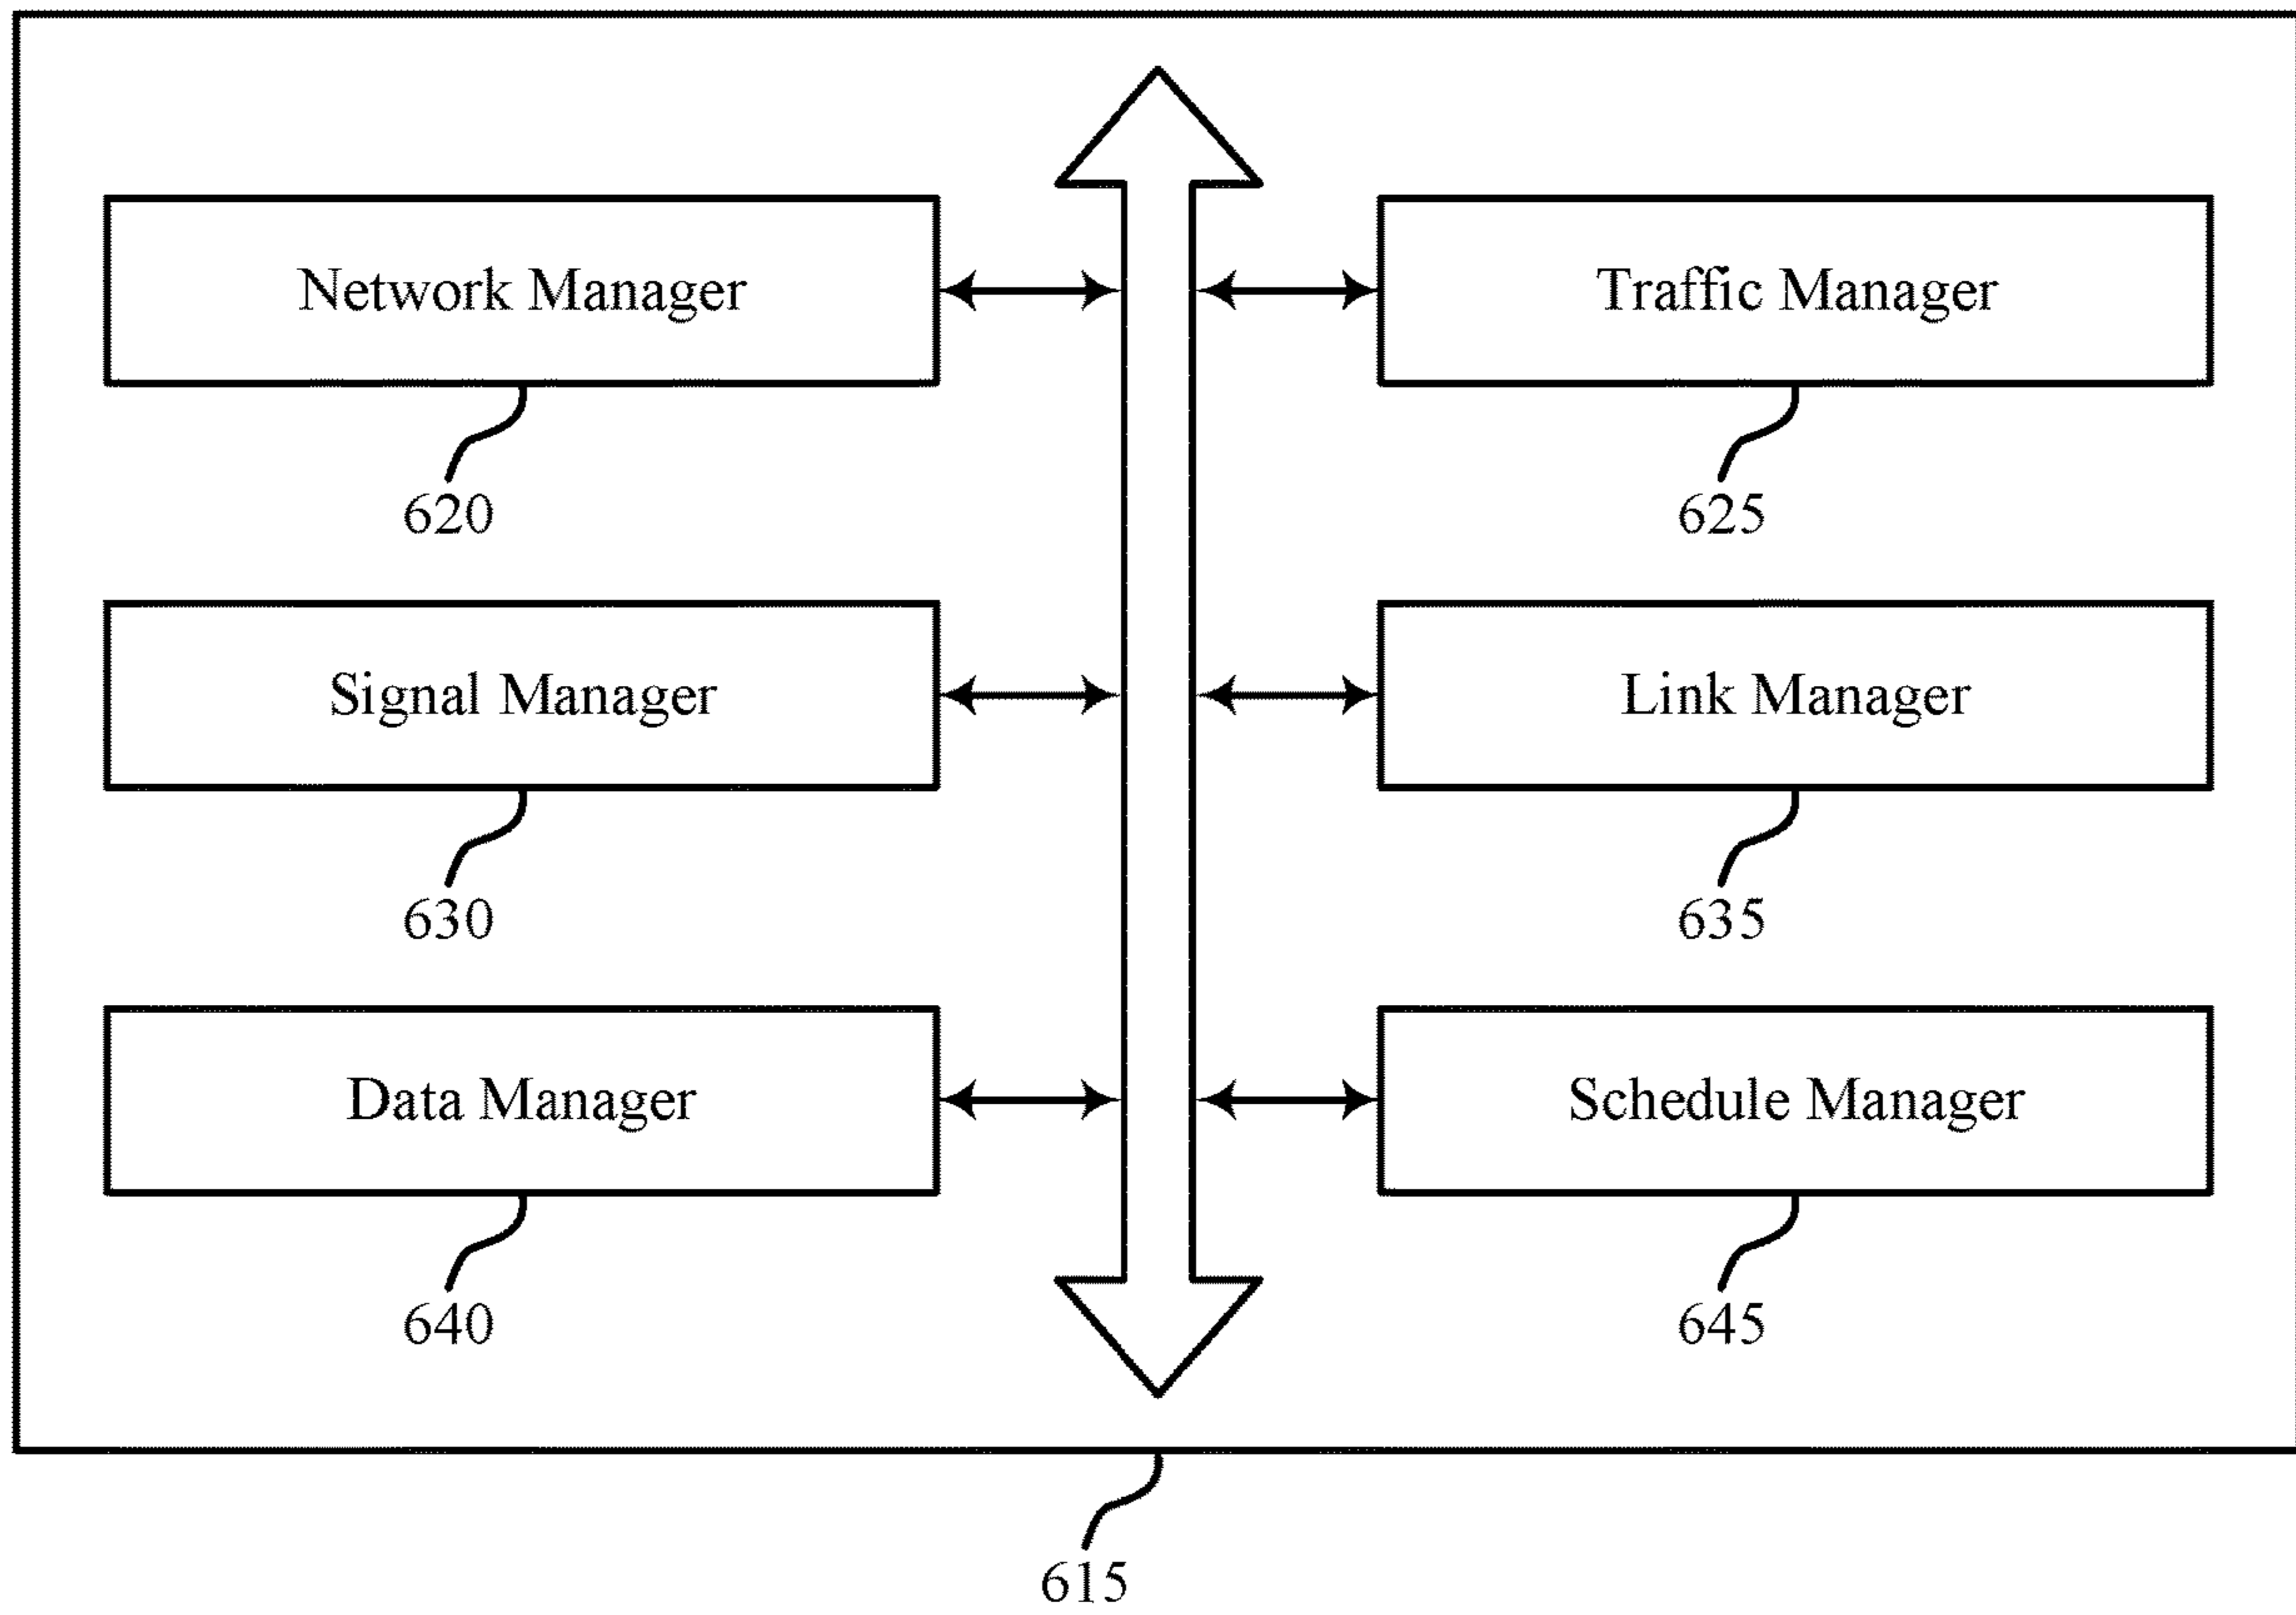 Network Manager
Traffic Manager
620
625
Signal Manager
Link Manager
630
635
Data Manager
Schedule Manager
640
645
615